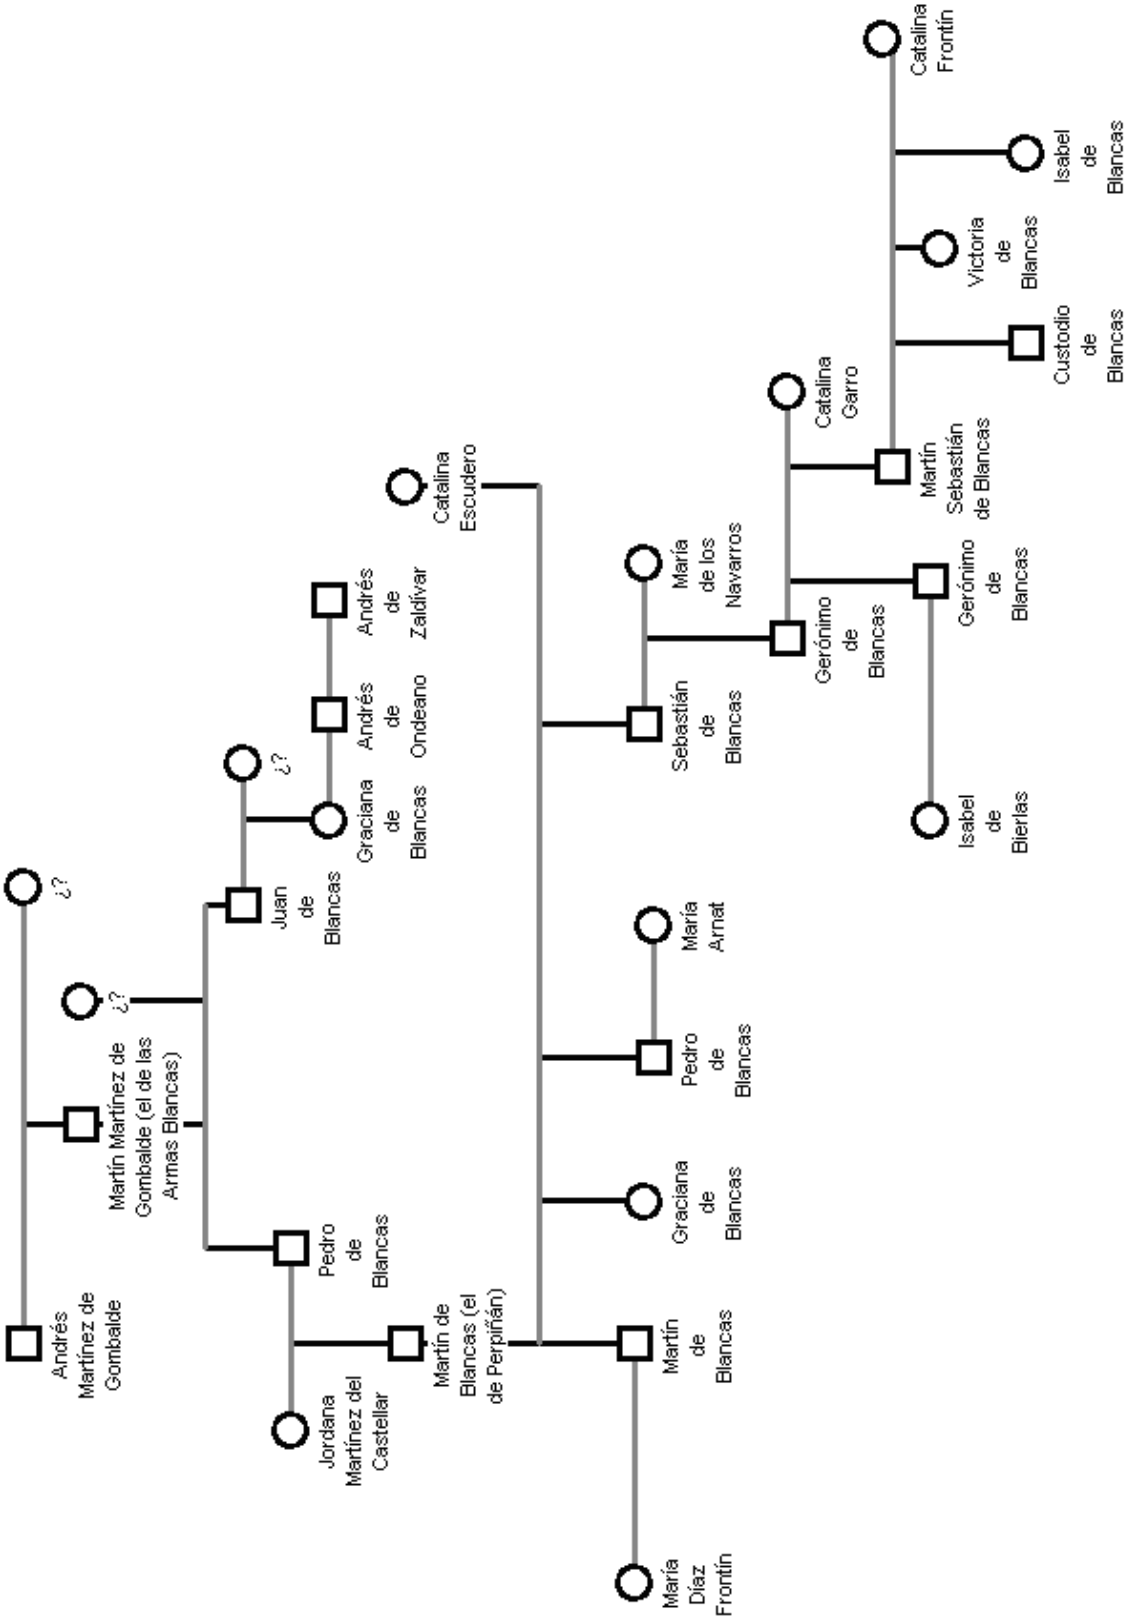 Andrés
Martínez de
Gombalde
¿?
Martín Martínez de
Gombalde (el de las
Armas Blancas)
¿?
Juan
de
Blancas
¿?
Pedro
de
Blancas
Jordana
Martínez del
Castellar
Graciana
de
Blancas
Andrés
de
Ondeano
Andrés
de
Zaldívar
Martín de
Blancas (el
de Perpiñán)
Catalina
Escudero
María
Díaz
Frontín
Martín
de
Blancas
Graciana
de
Blancas
Pedro
de
Blancas
María
Arnat
Sebastián
de
Blancas
María
de los
Navarros
Gerónimo
de
Blancas
Catalina
Garro
Isabel
de
Bierlas
Gerónimo
de
Blancas
Martín
Sebastián
de Blancas
Catalina
Frontín
Custodio
de
Blancas
Victoria
de
Blancas
Isabel
de
Blancas